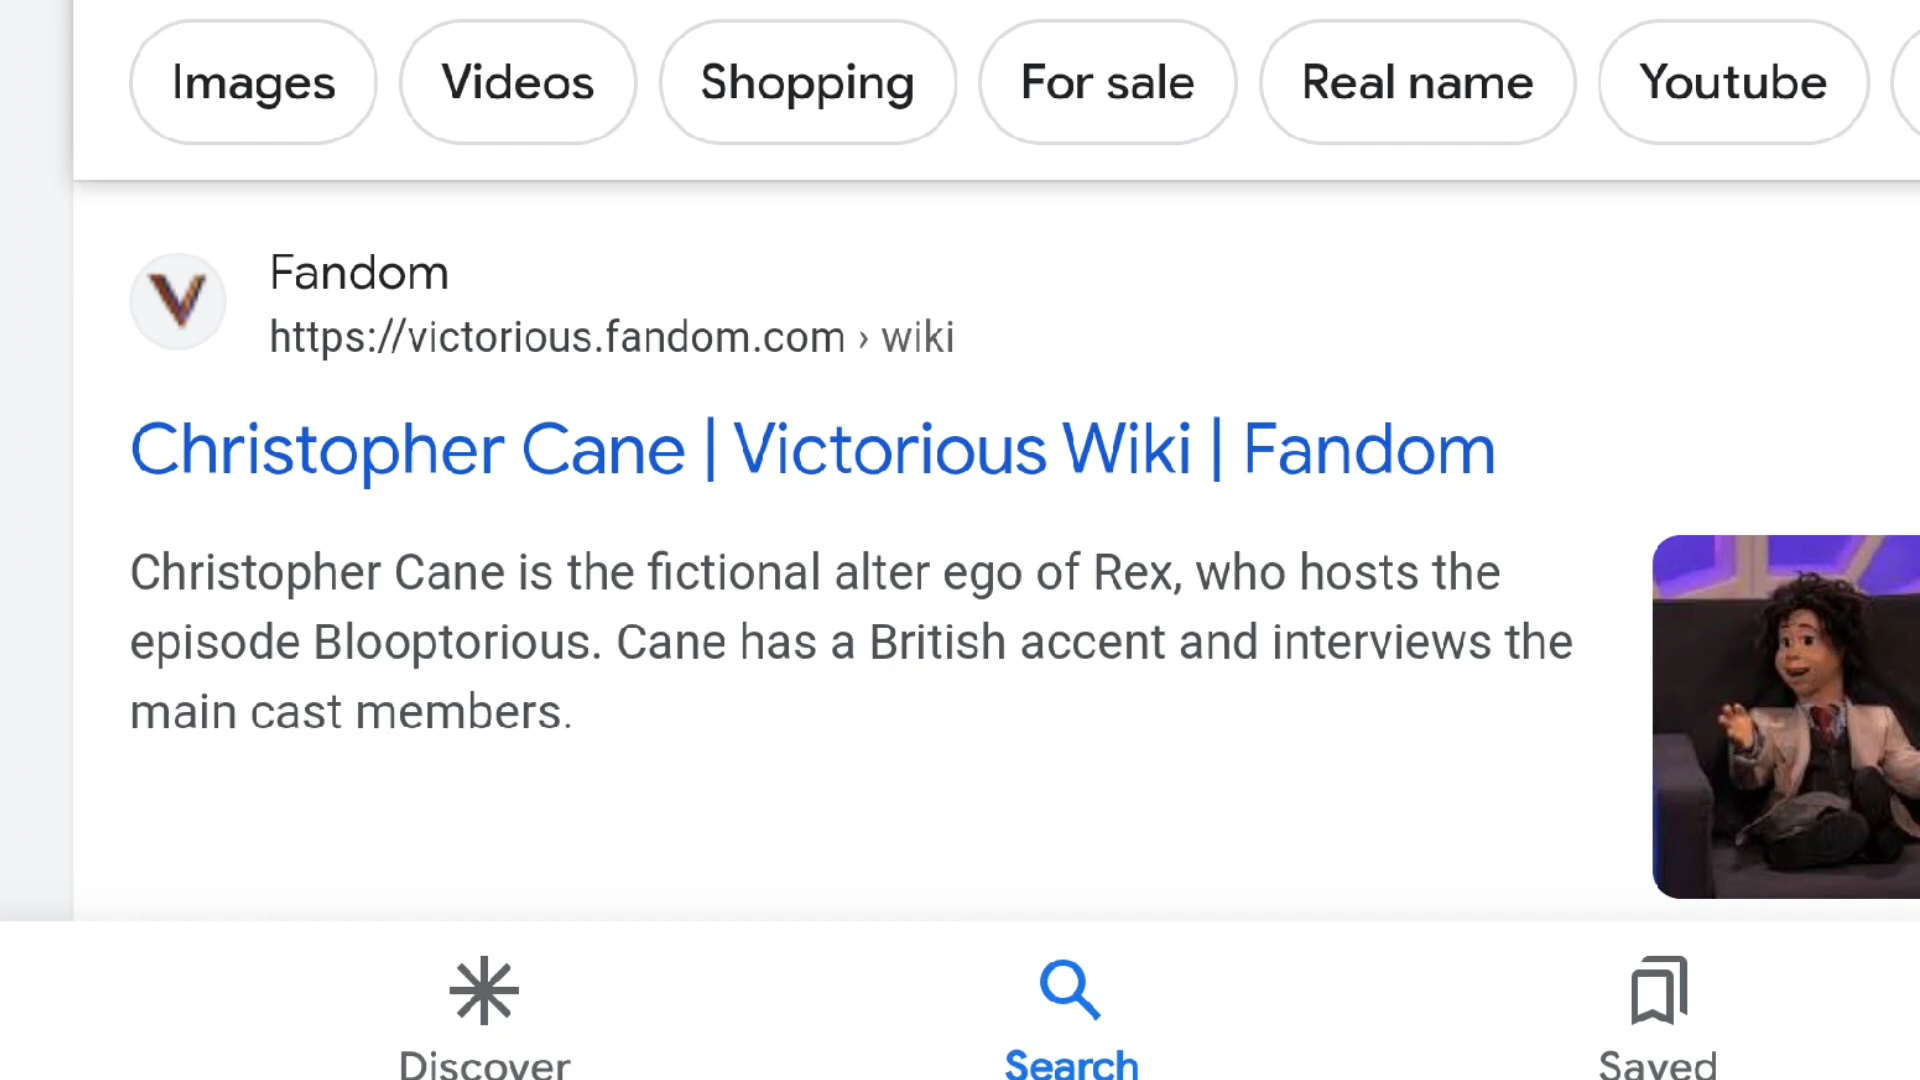 Images Videos Shopping For sale Real name Youtube
Fandom
https://victorious.fandom.com › wiki
Christopher Cane | Victorious Wiki | Fandom
Christopher Cane is the fictional alter ego of Rex, who hosts the
episode Blooptorious. Cane has a British accent and interviews the
main cast members.
Discover Search Saved